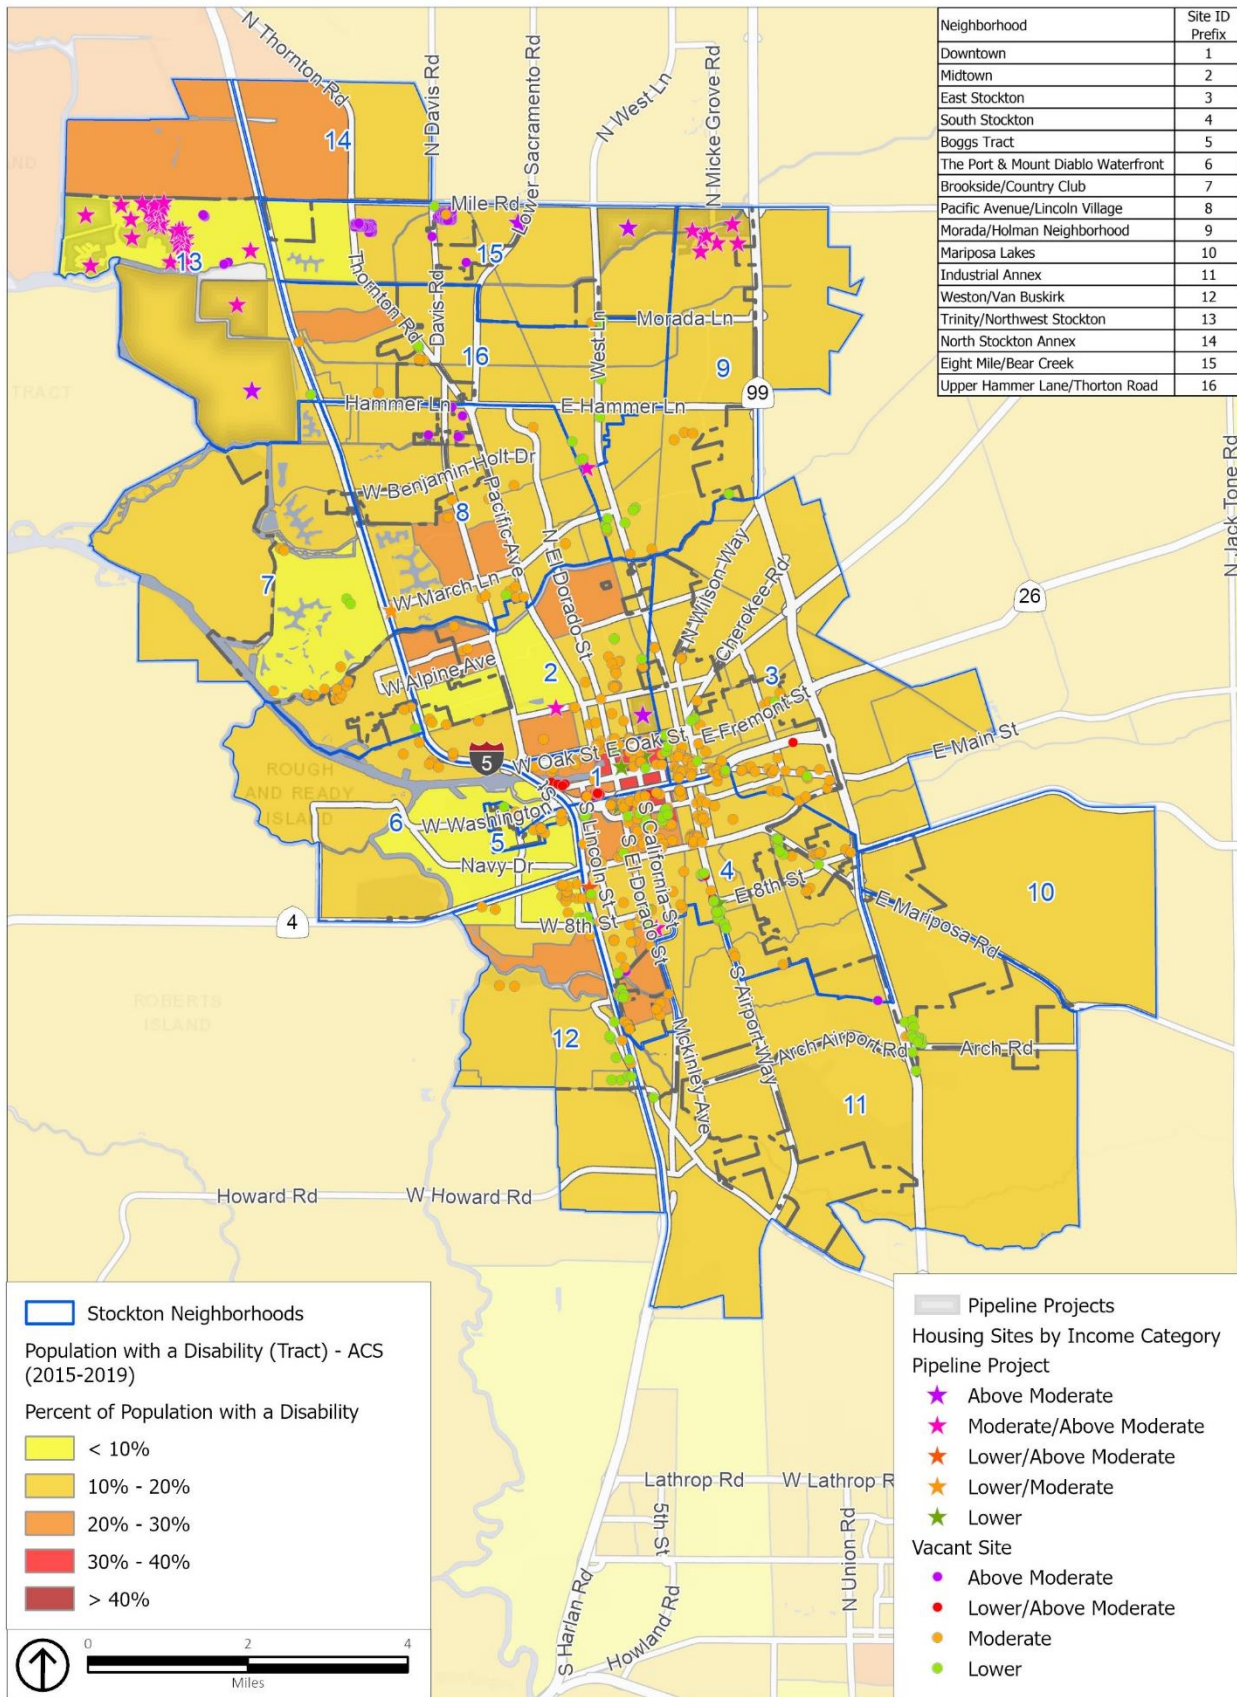 Neighborhood Site ID Prefix
Downtown 1
Midtown 2
East Stockton 3
South Stockton 4
Boggs Tract 5
The Port & Mount Diablo Waterfront 6
Brookside/Country Club 7
Pacific Avenue/Lincoln Village 8
Morada/Holman Neighborhood 9
Mariposa Lakes 10
Industrial Annex 11
Weston/Van Buskirk 12
Trinity/Northwest Stockton 13
North Stockton Annex 14
Eight Mile/Bear Creek 15
Upper Hammer Lane/Thorton Road 16
N Thornton Rd
N Davis Rd
Lower Sacramento Rd
N West Ln
N Micke Grove Rd
14
Mile Rd
13
15
Thornton Rd
Davis Rd
16
West Ln
Morada Ln
9
99
TRACT
Hammer Ln
E Hammer Ln
W Benjamin Holt Dr
8
Pacific Ave
N El Dorado St
N Wilson Way
Cherokee Rd
N Jack Tone Rd
7
W March Ln
26
2
W Alpine Ave
3
E Fremont St
E Main St
W Oak St
E Oak St
5
1
ROUGH
AND READY
ISLAND
6
W Washington St
5
Navy Dr
S Lincoln St
S El Dorado St
S California St
4
E 8th St
10
4
W 8th St
E Mariposa Rd
S Airport Way
ROBERTS
ISLAND
12
Mckinley Ave
Arch Airport Rd
Arch Rd
11
Howard Rd
W Howard Rd
Lathrop Rd
W Lathrop R
5th St
N Union Rd
S Harlan Rd
Howland Rd
Stockton Neighborhoods
Population with a Disability (Tract) - ACS
(2015-2019)
Percent of Population with a Disability
< 10%
10% - 20%
20% - 30%
30% - 40%
> 40%
0 2 4
Miles
Pipeline Projects
Housing Sites by Income Category
Pipeline Project
Above Moderate
Moderate/Above Moderate
Lower/Above Moderate
Lower/Moderate
Lower
Vacant Site
Above Moderate
Lower/Above Moderate
Moderate
Lower